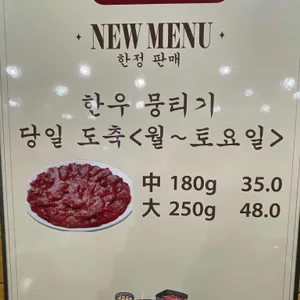 NEW MENU
한정 판매
한우 뭉티기
당일 도축<월~토요일>
中 180g 35.0
大 250g 48.0